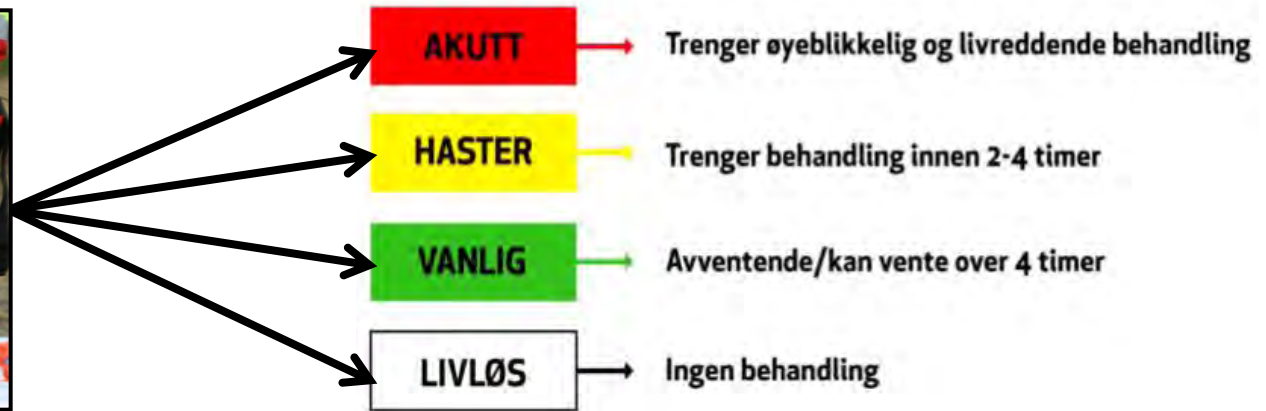 AKUTT Trenger øyeblikkelig og livreddende behandling
HASTER Trenger behandling innen 2-4 timer
VANLIG Avventende/kan vente over 4 timer
LIVLØS Ingen behandling